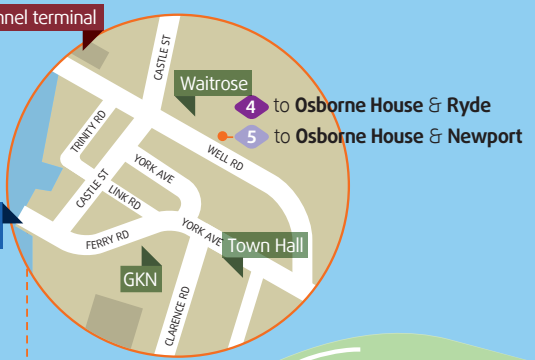 nnel terminal
CASTLE ST
Waitrose
4 to Osborne House & Ryde
5 to Osborne House & Newport
TRINITY RD
WELL RD
YORK AVE
CASTLE ST
LINK RD
FERRY RD
YORK AVE
Town Hall
GKN
CLARENCE RD